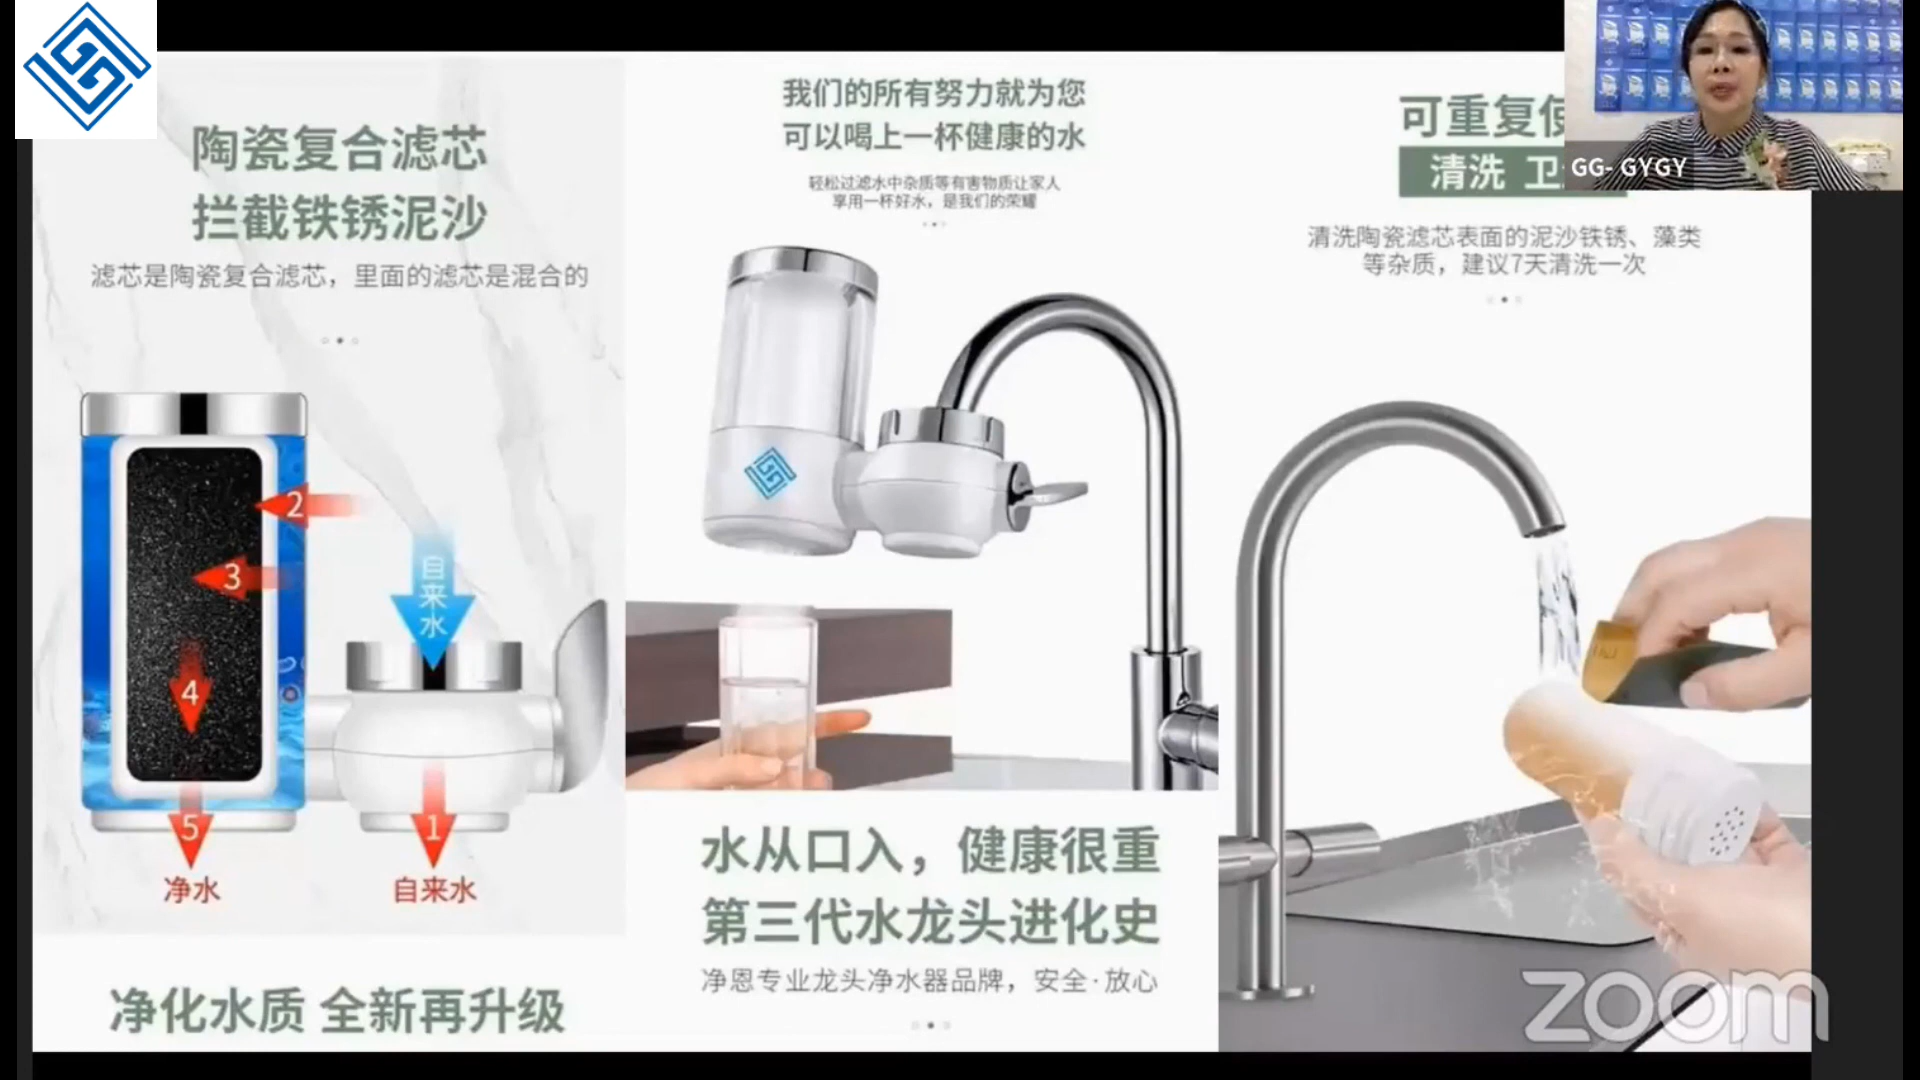 陶瓷复合滤芯
拦截铁锈泥沙
滤芯是陶瓷复合滤芯，里面的滤芯是混合的
2
3
4
5
自来水
1
净水
自来水
净化水质 全新再升级
我们的所有努力就为您
可以喝上一杯健康的水
轻松过滤水中杂质等有害物质让家人
享用一杯好水，是我们的荣耀
水从口入，健康很重
第三代水龙头进化史
净恩专业龙头净水器品牌，安全·放心
可重复使
清洗 卫
清洗陶瓷滤芯表面的泥沙铁锈、藻类
等杂质，建议7天清洗一次
GG- GYGY
zoom